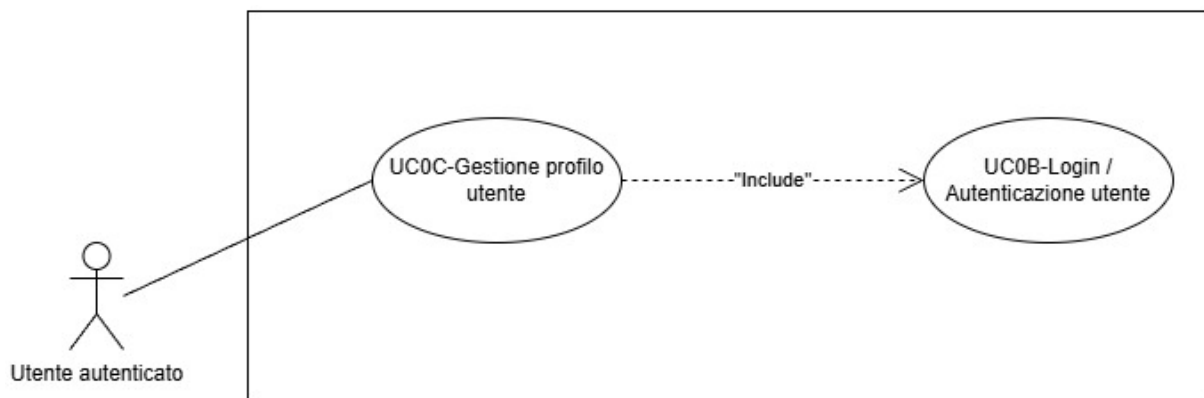 UC0C-Gestione profilo
utente
"Include"
UC0B-Login /
Autenticazione utente
Utente autenticato